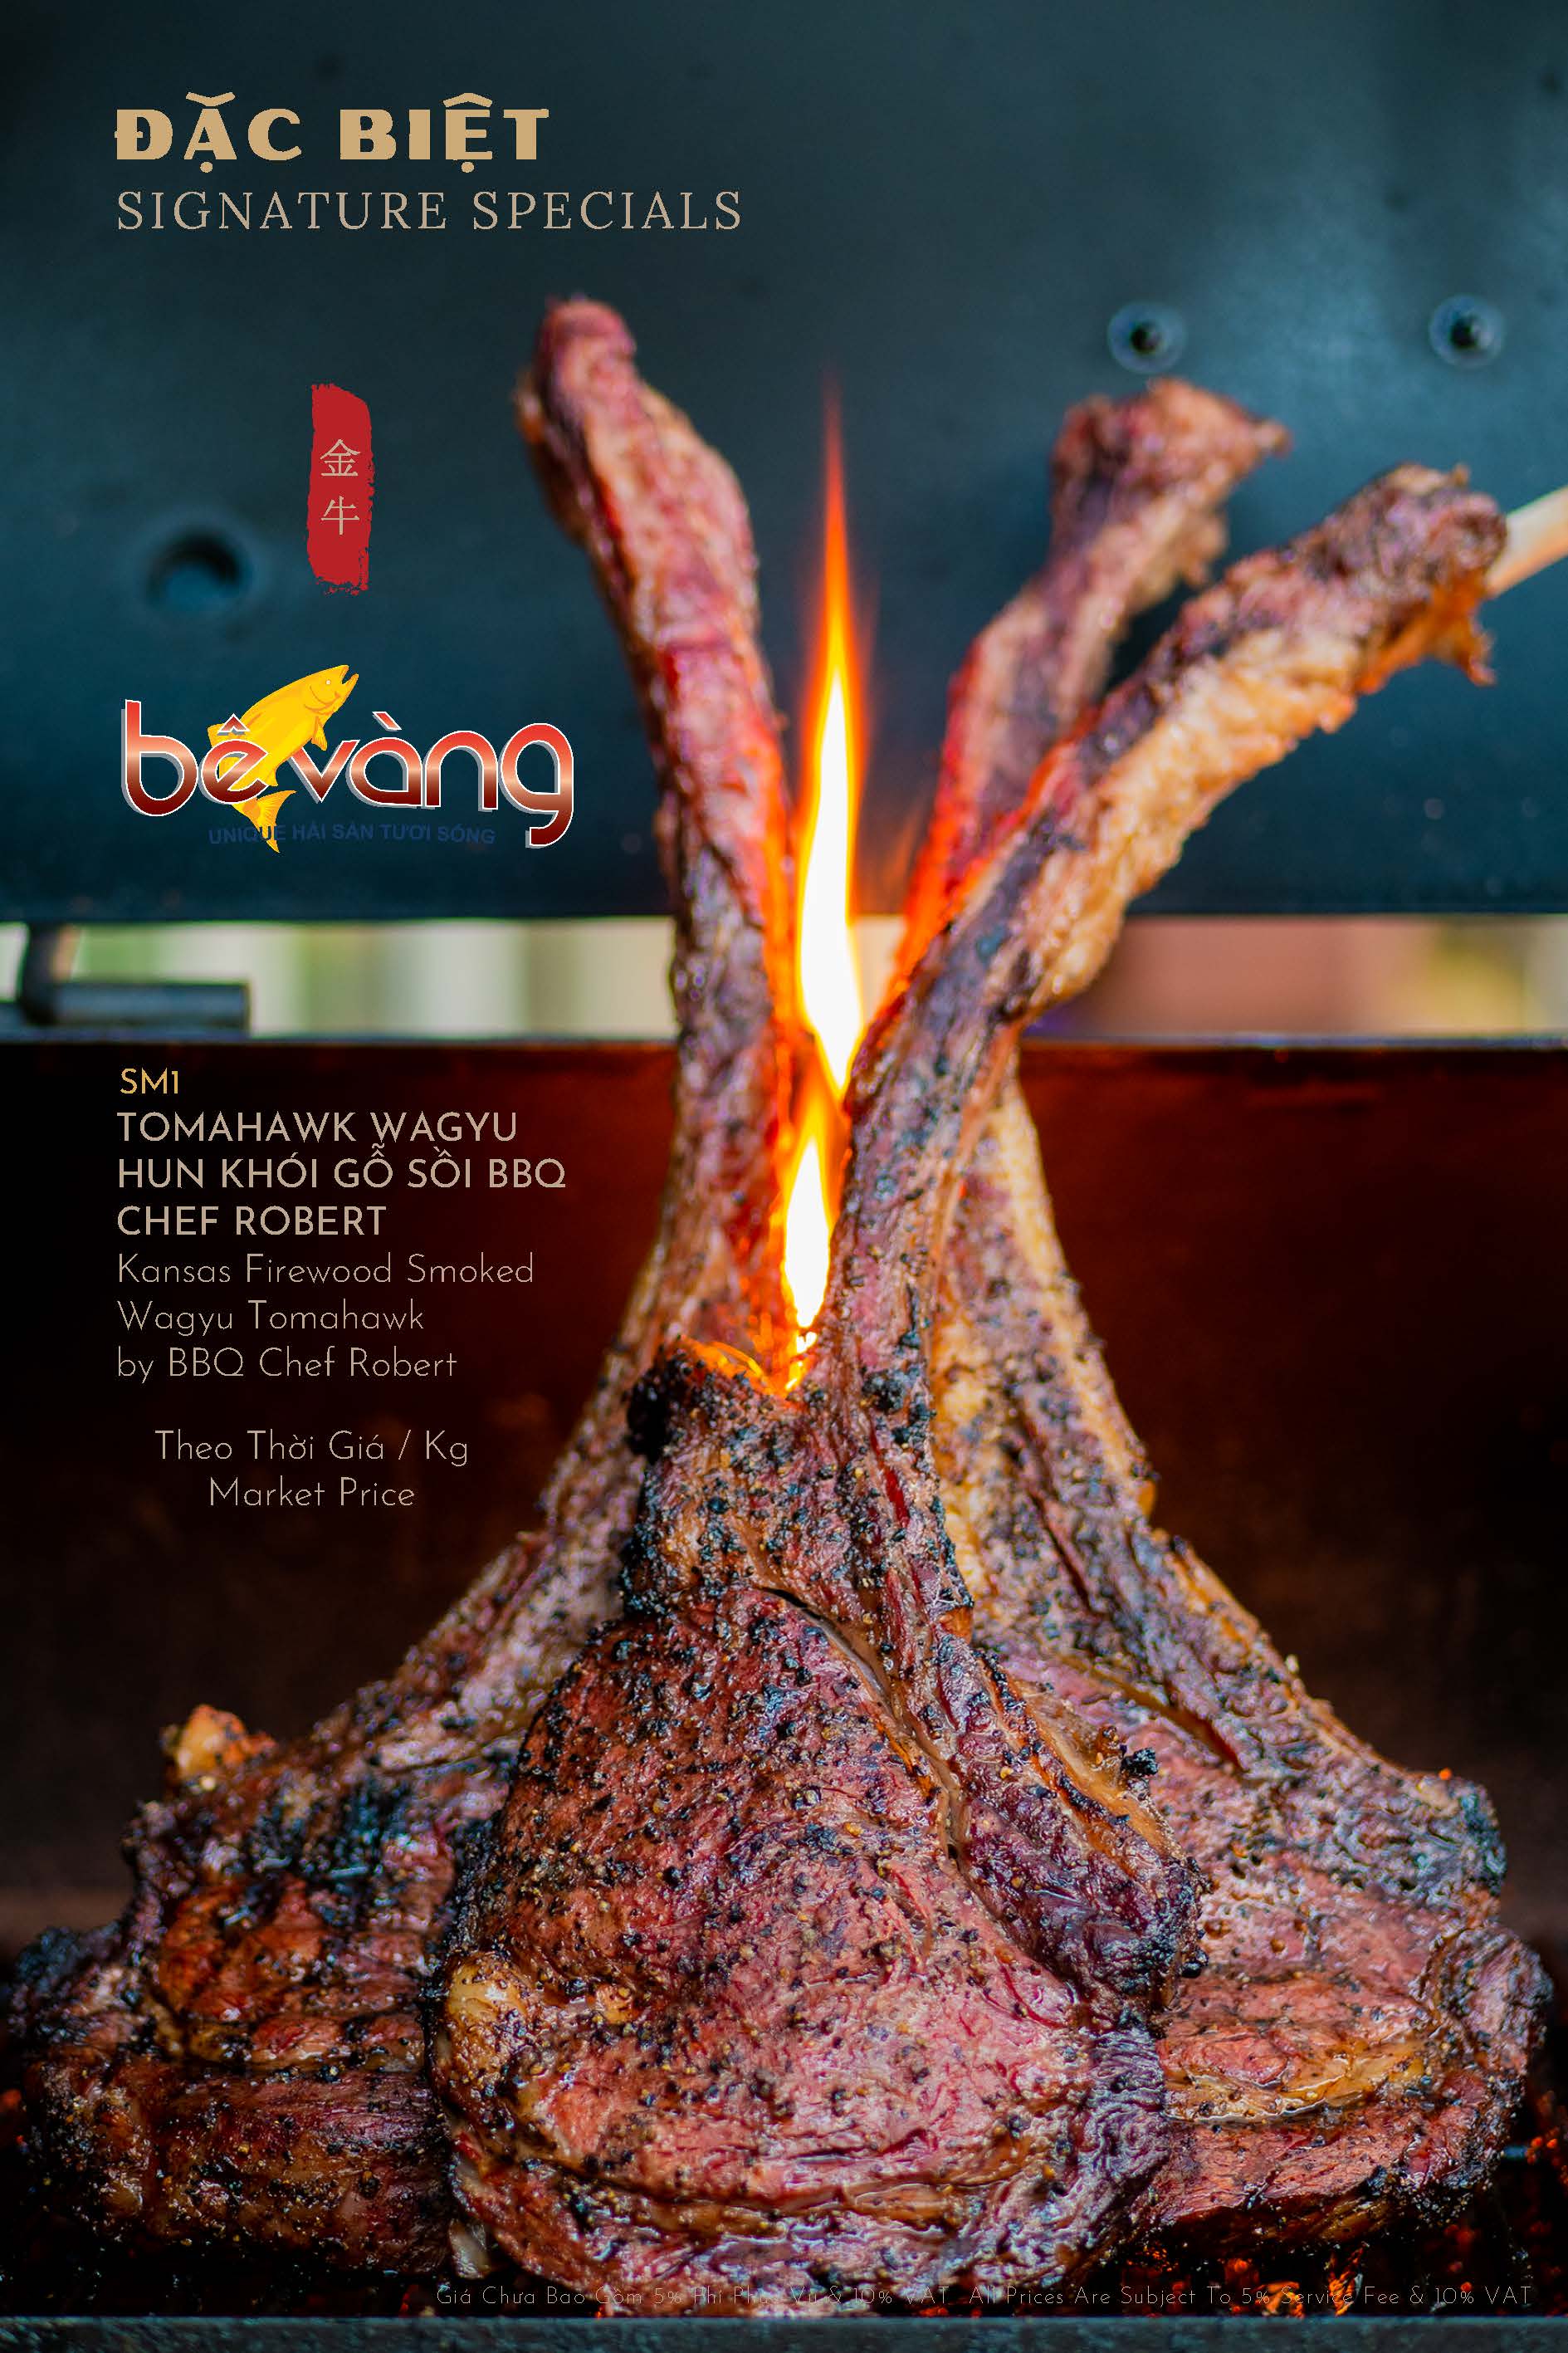 ĐẶC BIỆT
SIGNATURE SPECIALS
金
牛
bêvàng
UNIQUE HẢI SẢN TƯƠI SỐNG
SM1
TOMAHAWK WAGYU
HUN KHÓI GỖ SỒI BBQ
CHEF ROBERT
Kansas Firewood Smoked
Wagyu Tomahawk
by BBQ Chef Robert
Theo Thời Giá / Kg
Market Price
Giá Chưa Bao Gồm 5% Phí Phục Vụ & 10% VAT All Prices Are Subject To 5% Service Fee & 10% VAT